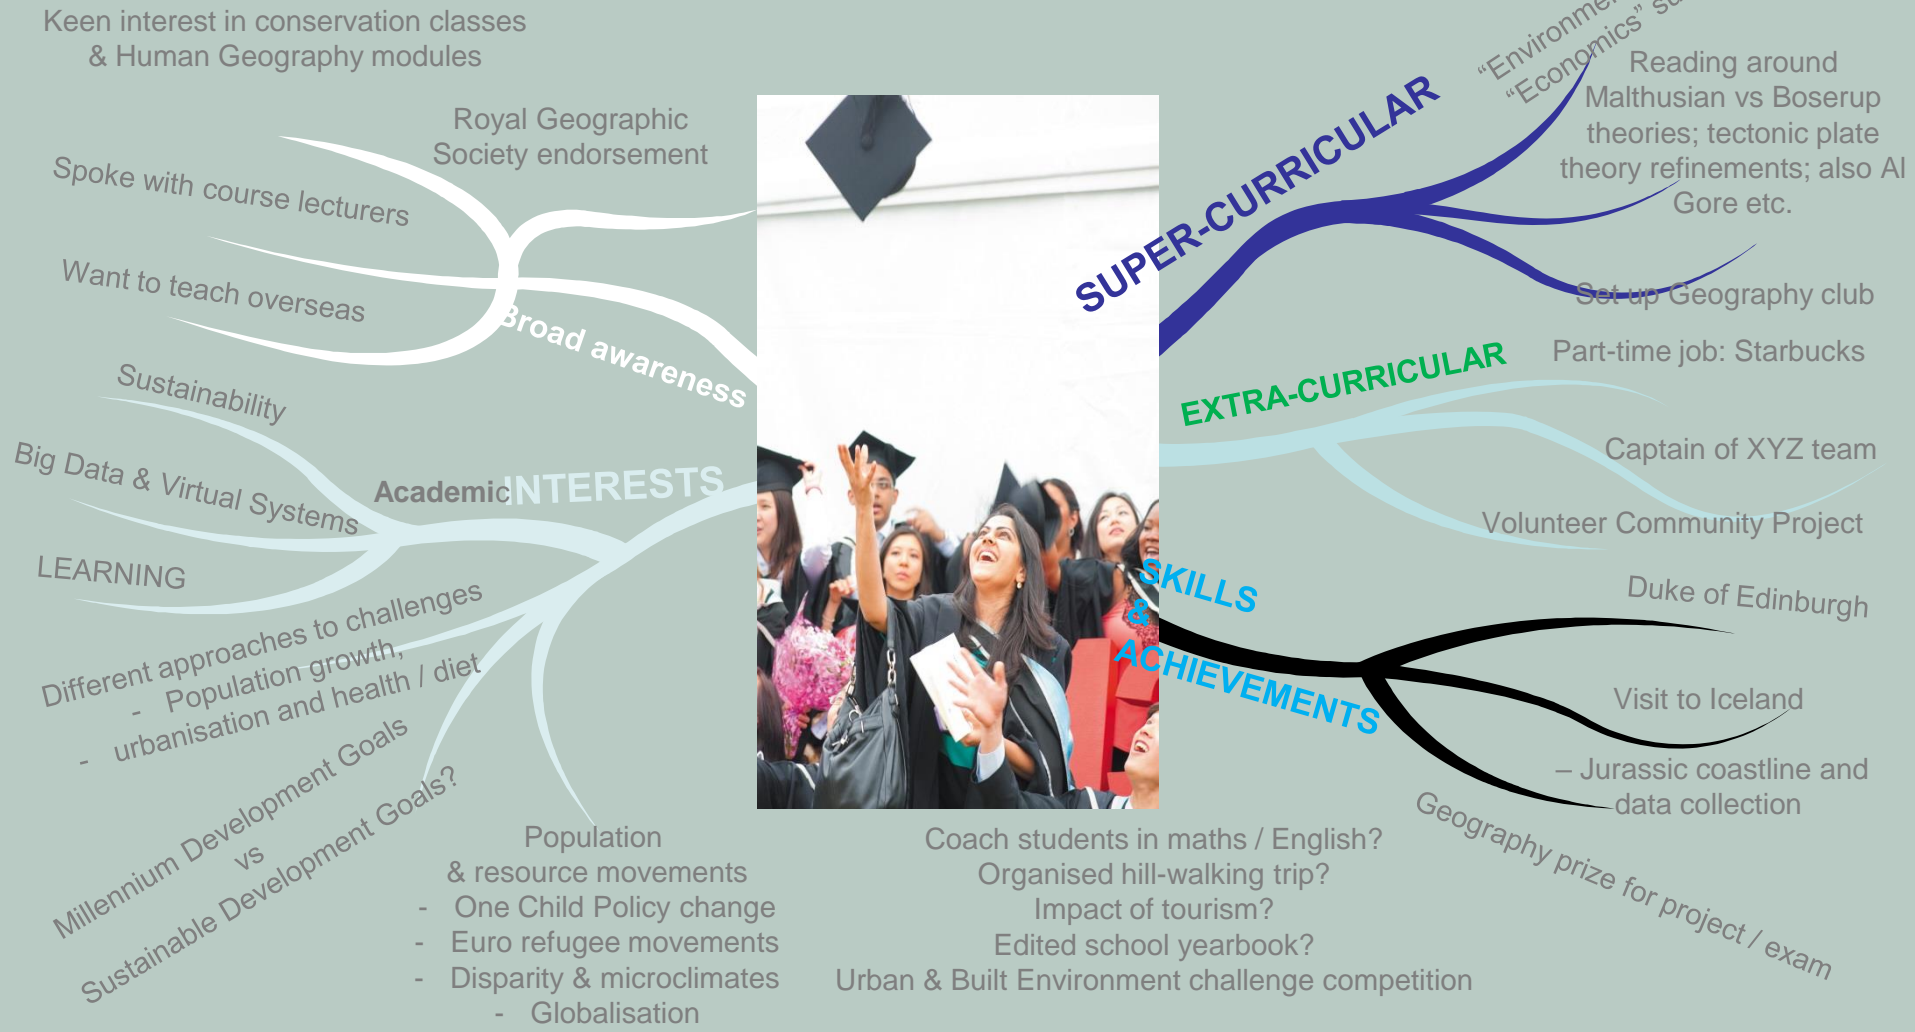 Keen interest in conservation classes
& Human Geography modules
Royal Geographic
Society endorsement
Spoke with course lecturers
Want to teach overseas
Broad awareness
Sustainability
Big Data & Virtual Systems
LEARNING
Academic INTERESTS
Different approaches to challenges
- Population growth,
- urbanisation and health / diet
Millennium Development Goals
vs
Sustainable Development Goals?
Population
& resource movements
- One Child Policy change
- Euro refugee movements
- Disparity & microclimates
- Globalisation
SUPER-CURRICULAR
“Economics”
Reading around
Malthusian vs Boserup
theories; tectonic plate
theory refinements; also Al
Gore etc.
Set up Geography club
EXTRA-CURRICULAR
Part-time job: Starbucks
Captain of XYZ team
Volunteer Community Project
SKILLS
&
ACHIEVEMENTS
Duke of Edinburgh
Visit to Iceland
– Jurassic coastline and
data collection
Geography prize for project / exam
Coach students in maths / English?
Organised hill-walking trip?
Impact of tourism?
Edited school yearbook?
Urban & Built Environment challenge competition